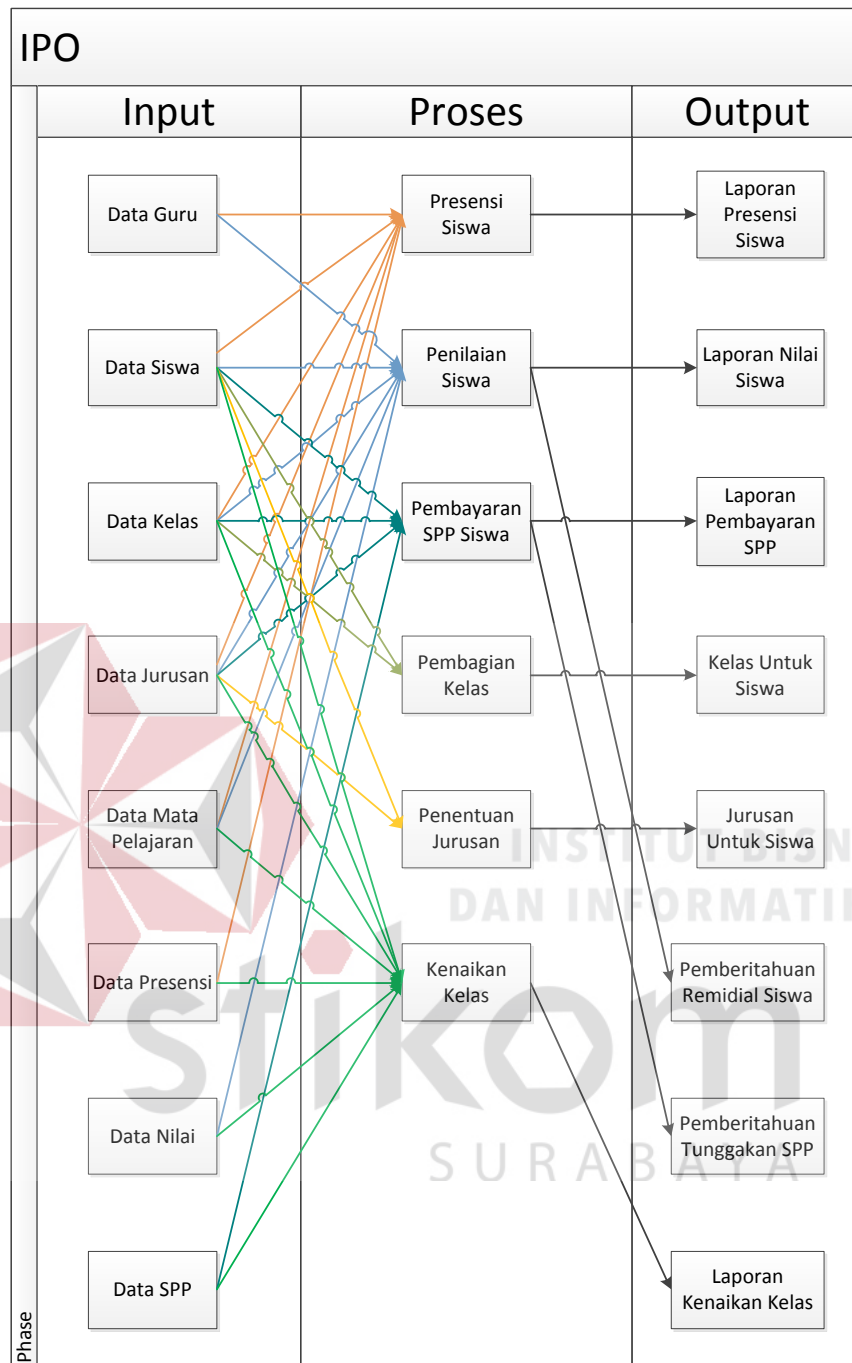 IPO
Input
Proses
Output
Data Guru
Presensi
Siswa
Laporan
Presensi
Siswa
Data Siswa
Penilaian
Siswa
Laporan Nilai
Siswa
Data Kelas
Pembayaran
SPP Siswa
Laporan
Pembayaran
SPP
Data Jurusan
Pembagian
Kelas
Kelas Untuk
Siswa
Data Mata
Pelajaran
Penentuan
Jurusan
Jurusan
Untuk Siswa
INSTITUT BISN
DAN INFORMATI
Data Presensi
Kenaikan
Kelas
Pemberitahuan
Remidial Siswa
stikom
SURABAYA
Data Nilai
Pemberitahuan
Tunggakan SPP
Data SPP
Laporan
Kenaikan Kelas
Phase